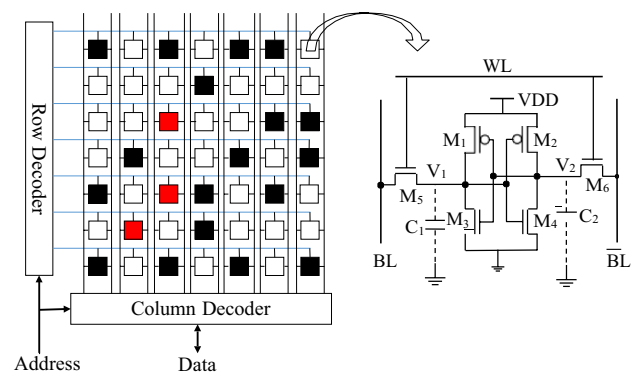 Row Decoder
Column Decoder
Address
Data
WL
VDD
M1
M2
V1
V2
M5
M6
M3
M4
C1
C2
BL
B̅L